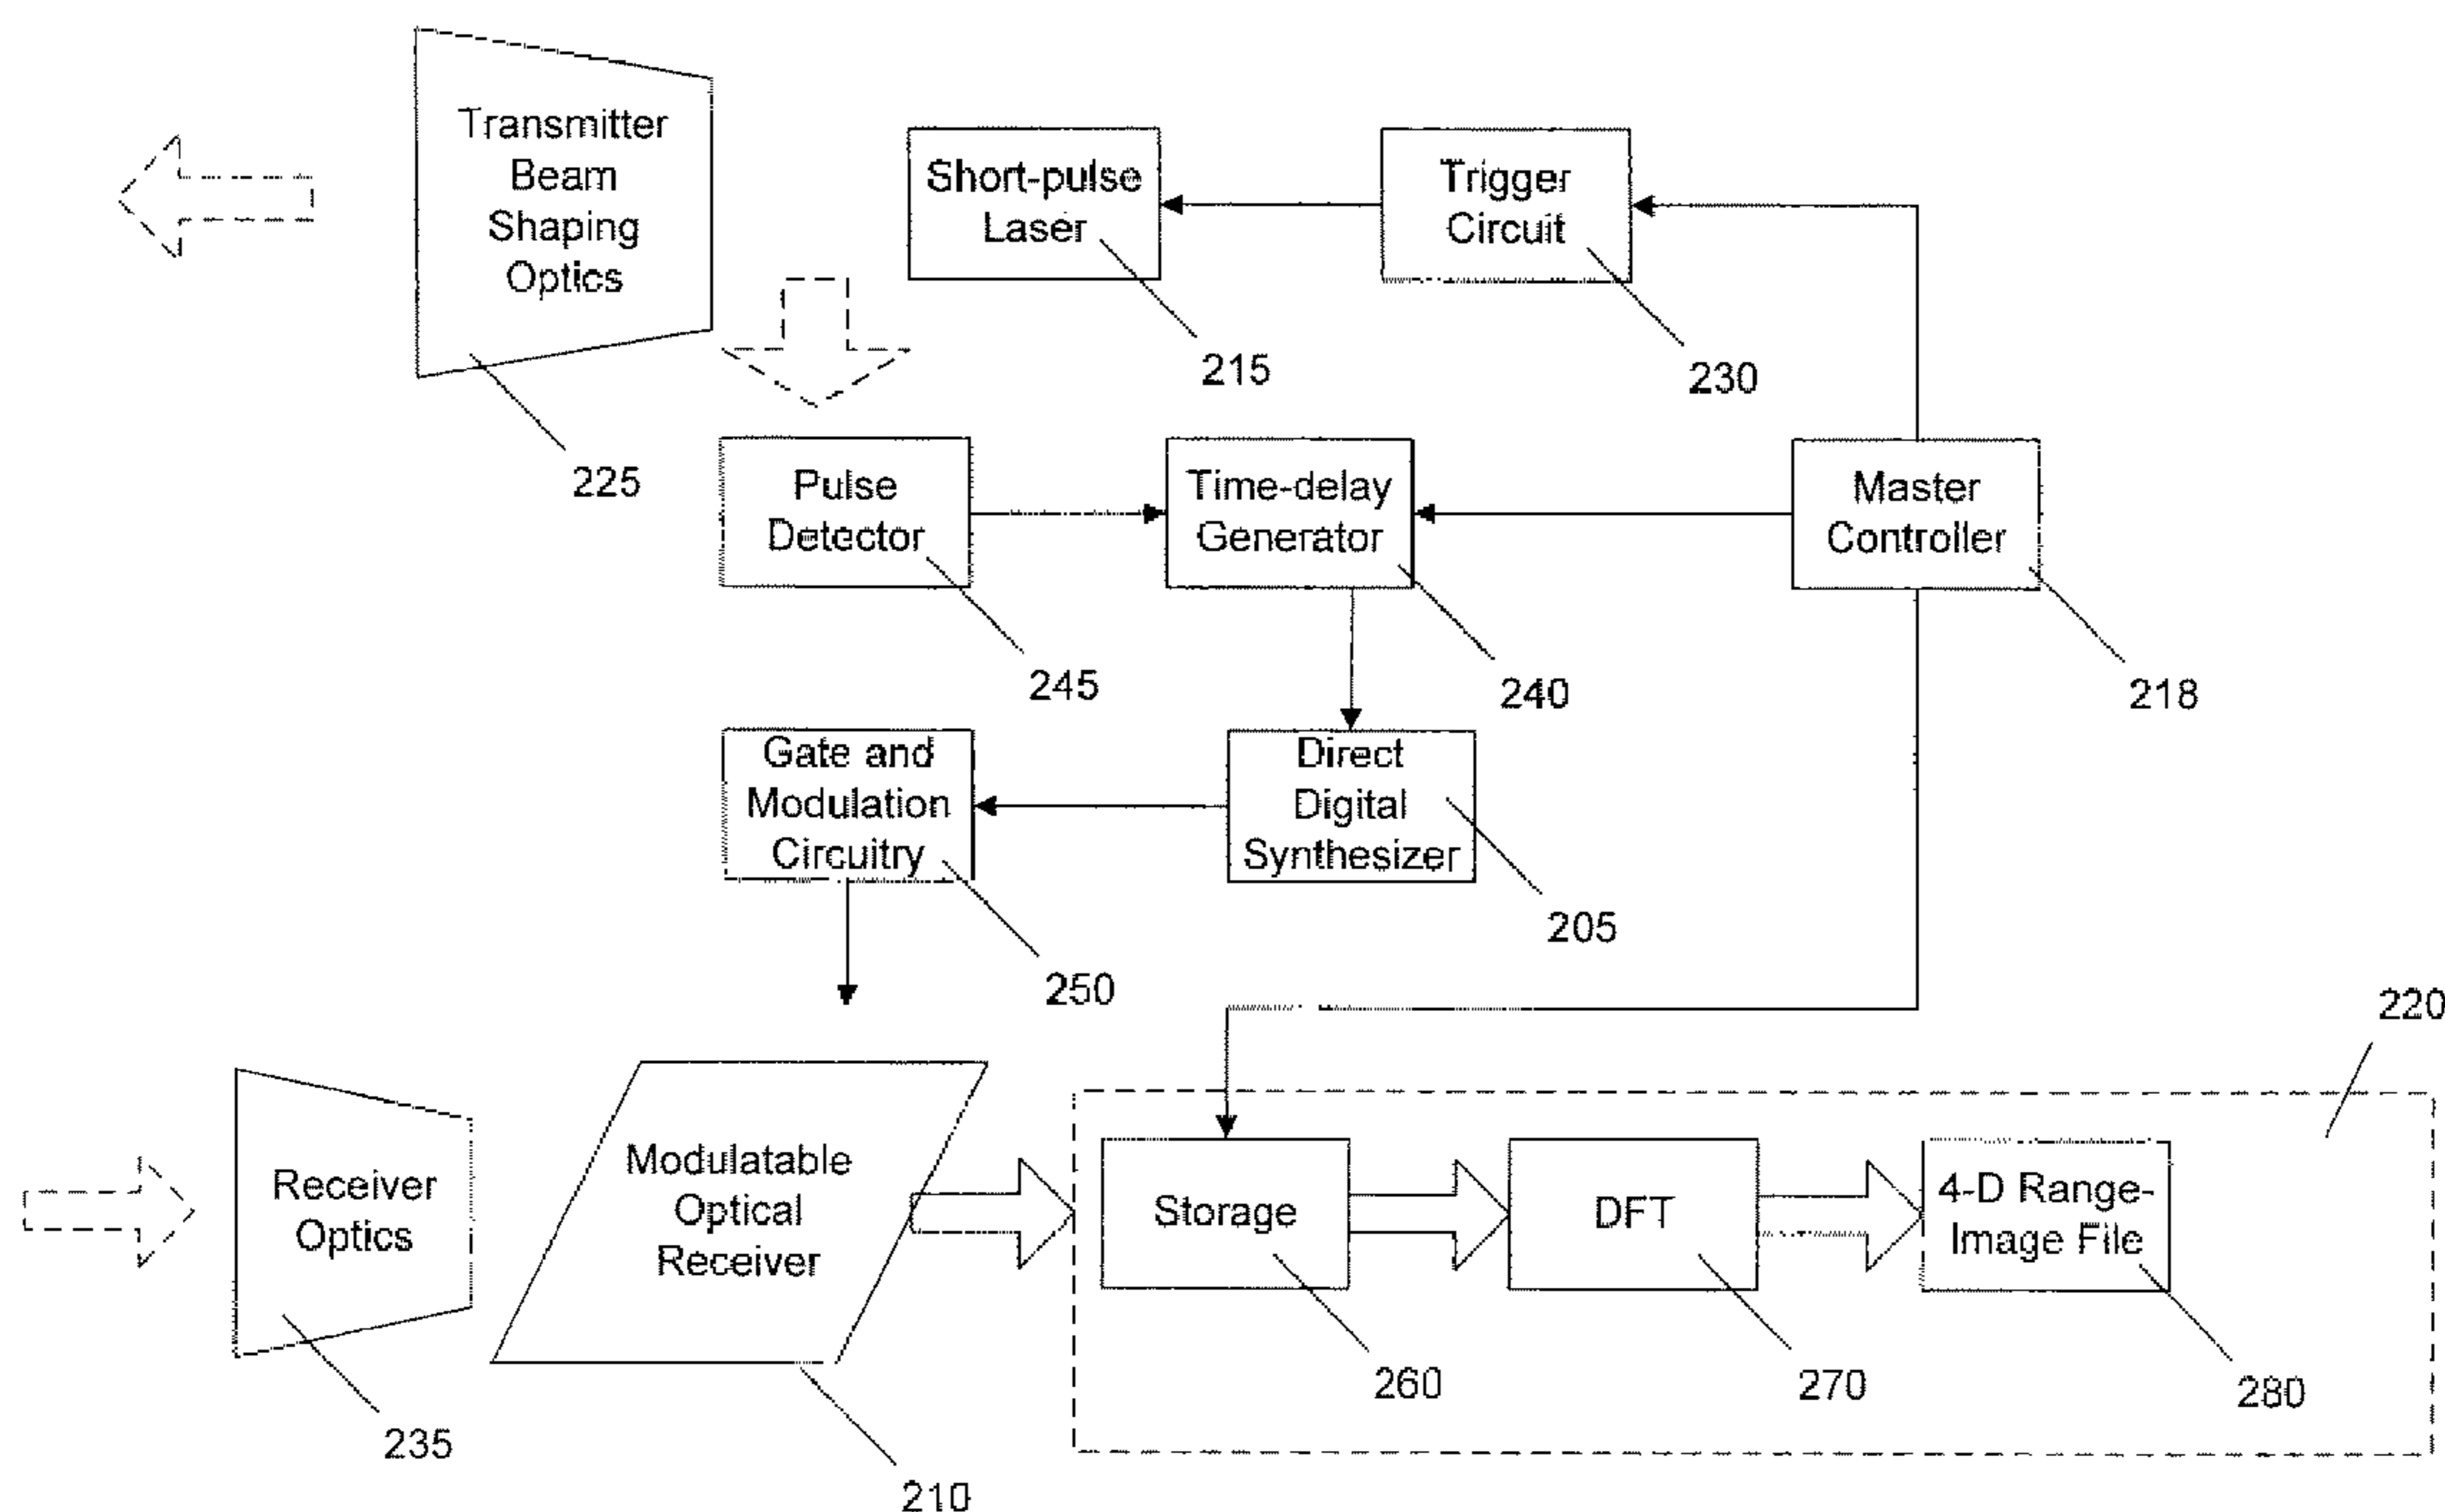 Transmitter
Beam
Shaping
Optics
225
Short-pulse
Laser
215
Trigger
Circuit
230
Pulse
Detector
245
Time-delay
Generator
240
Master
Controller
218
Gate and
Modulation
Circuitry
250
Direct
Digital
Synthesizer
205
220
Receiver
Optics
235
Modulatable
Optical
Receiver
210
Storage
260
DFT
270
4-D Range-
Image File
280